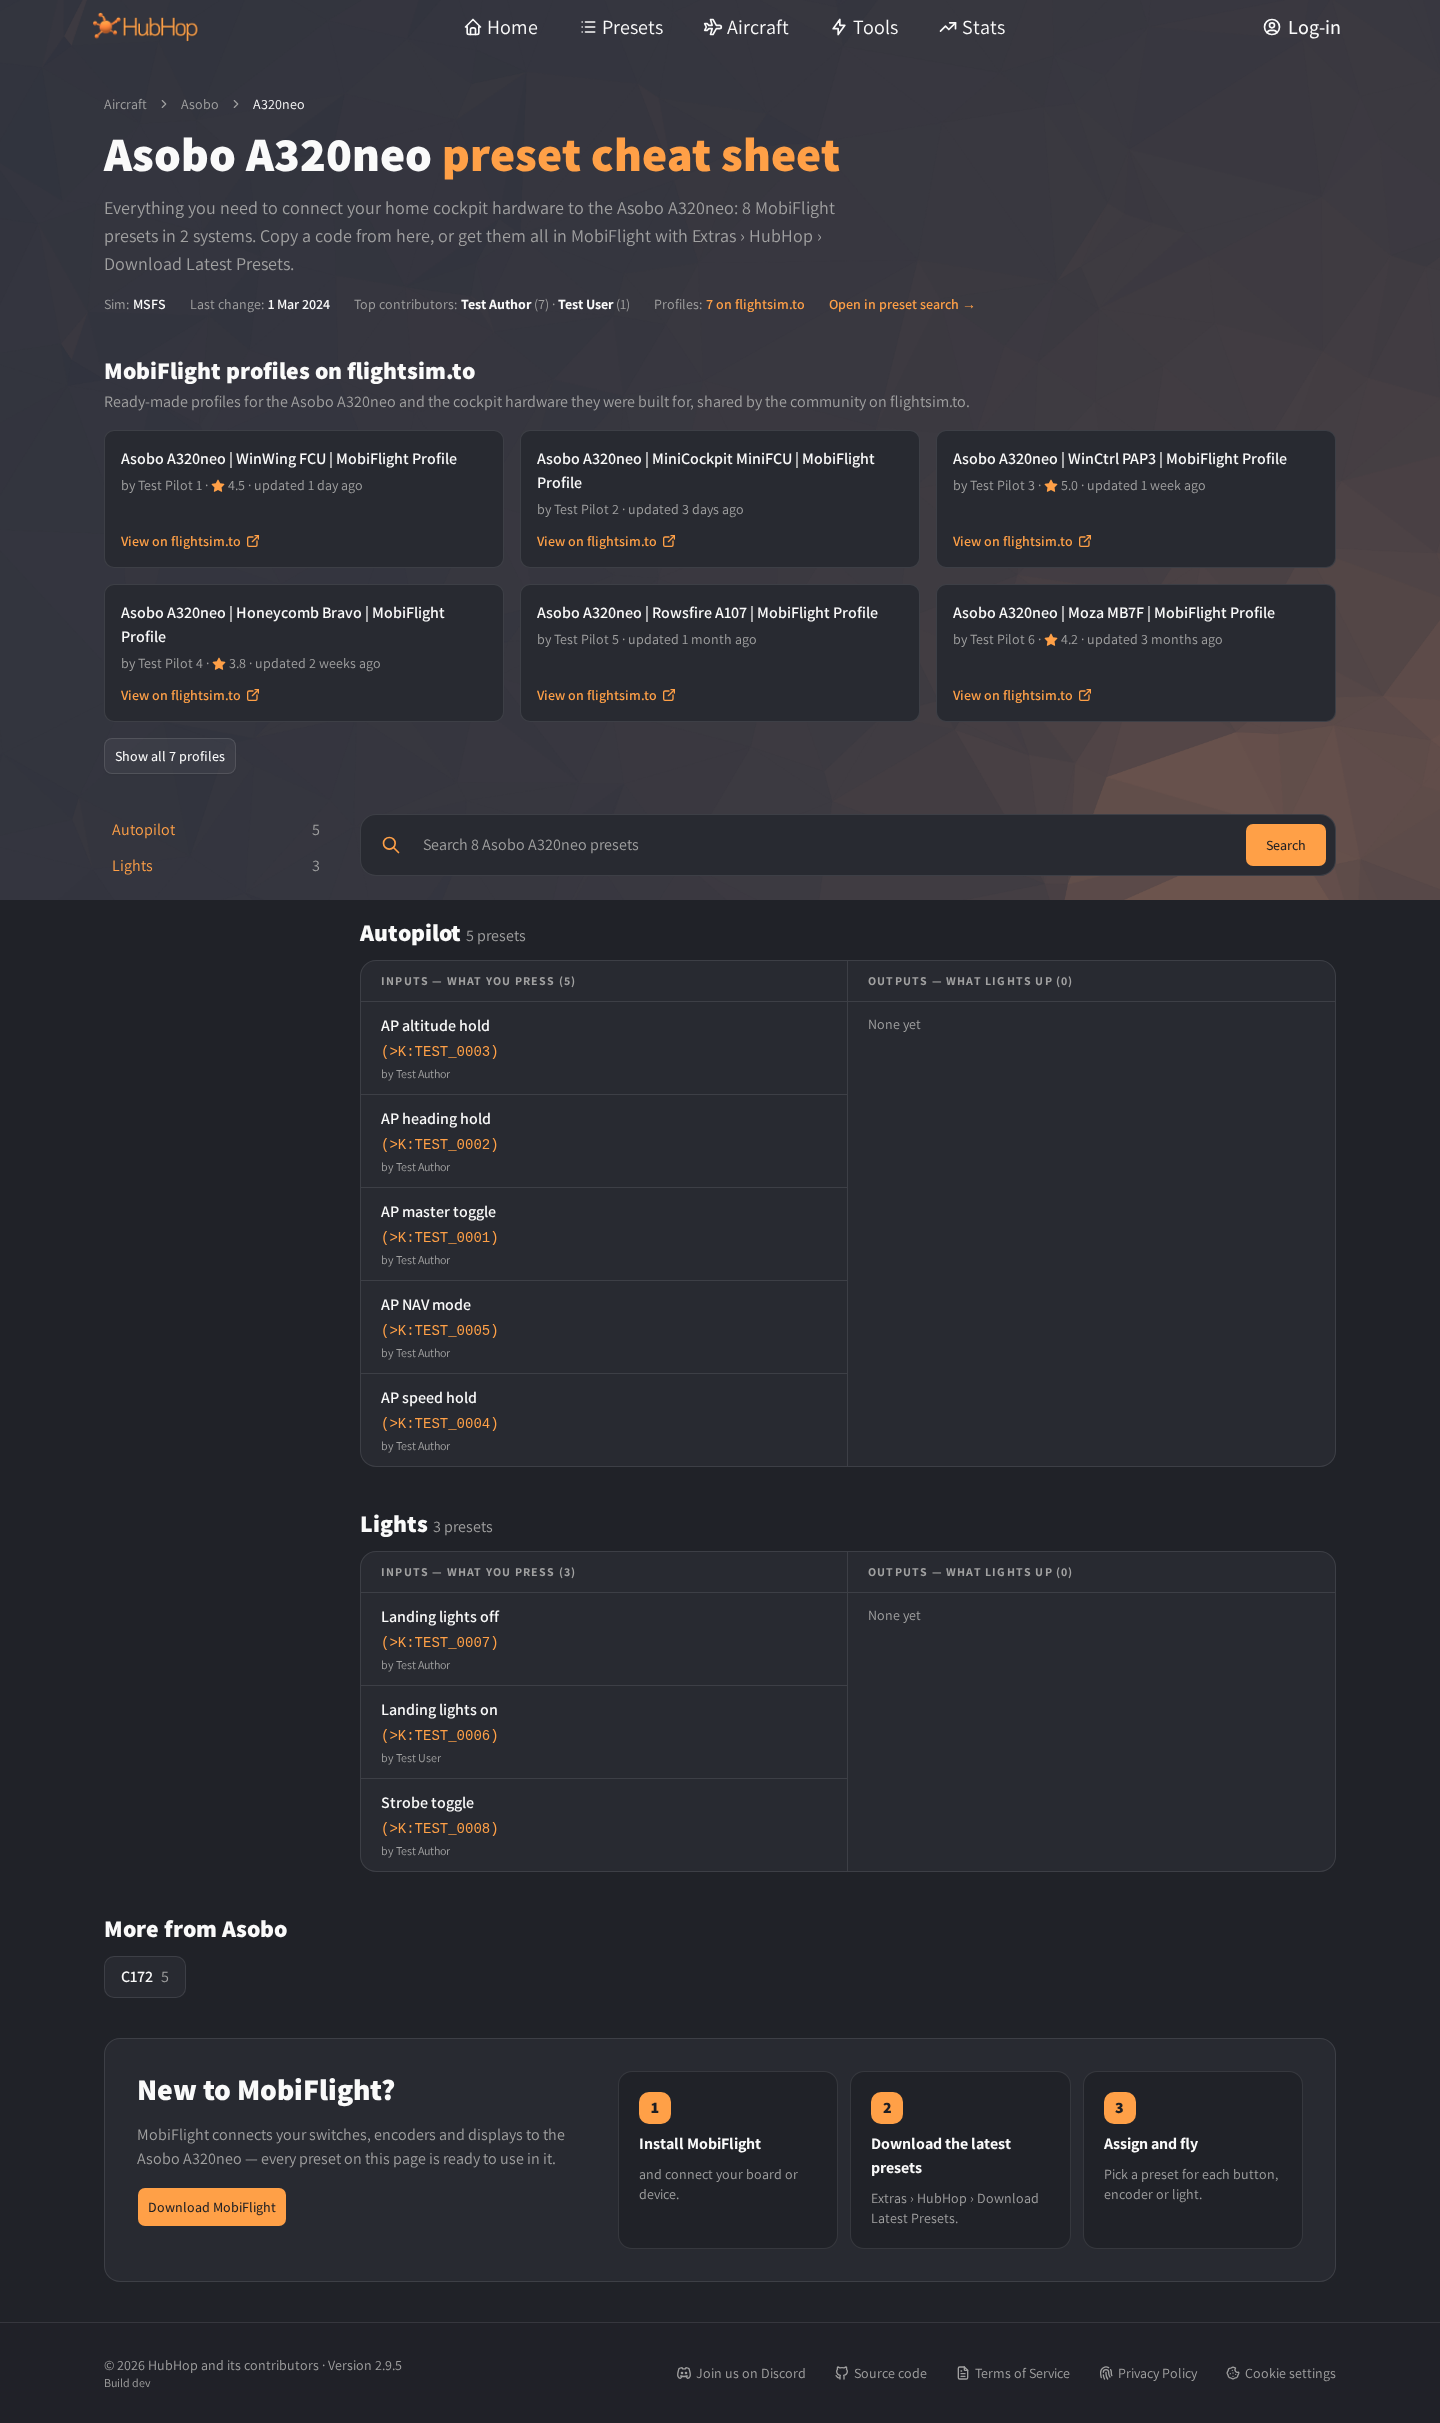 HubHop
Home
Presets
Aircraft
Tools
Stats
Log-in
Aircraft > Asobo > A320neo
Asobo A320neo preset cheat sheet
Everything you need to connect your home cockpit hardware to the Asobo A320neo: 8 MobiFlight
presets in 2 systems. Copy a code from here, or get them all in MobiFlight with Extras › HubHop ›
Download Latest Presets.
Sim: MSFS
Last change: 1 Mar 2024
Top contributors: Test Author (7) · Test User (1)
Profiles: 7 on flightsim.to
Open in preset search →
MobiFlight profiles on flightsim.to
Ready-made profiles for the Asobo A320neo and the cockpit hardware they were built for, shared by the community on flightsim.to.
Asobo A320neo | WinWing FCU | MobiFlight Profile
by Test Pilot 1 · ★ 4.5 · updated 1 day ago
View on flightsim.to
Asobo A320neo | MiniCockpit MiniFCU | MobiFlight
Profile
by Test Pilot 2 · updated 3 days ago
View on flightsim.to
Asobo A320neo | WinCtrl PAP3 | MobiFlight Profile
by Test Pilot 3 · ★ 5.0 · updated 1 week ago
View on flightsim.to
Asobo A320neo | Honeycomb Bravo | MobiFlight
Profile
by Test Pilot 4 · ★ 3.8 · updated 2 weeks ago
View on flightsim.to
Asobo A320neo | Rowsfire A107 | MobiFlight Profile
by Test Pilot 5 · updated 1 month ago
View on flightsim.to
Asobo A320neo | Moza MB7F | MobiFlight Profile
by Test Pilot 6 · ★ 4.2 · updated 3 months ago
View on flightsim.to
Show all 7 profiles
Autopilot 5
Lights 3
Search 8 Asobo A320neo presets
Search
Autopilot 5 presets
INPUTS — WHAT YOU PRESS (5)
OUTPUTS — WHAT LIGHTS UP (0)
AP altitude hold
(>K:TEST_0003)
by Test Author
None yet
AP heading hold
(>K:TEST_0002)
by Test Author
AP master toggle
(>K:TEST_0001)
by Test Author
AP NAV mode
(>K:TEST_0005)
by Test Author
AP speed hold
(>K:TEST_0004)
by Test Author
Lights 3 presets
INPUTS — WHAT YOU PRESS (3)
OUTPUTS — WHAT LIGHTS UP (0)
Landing lights off
(>K:TEST_0007)
by Test Author
None yet
Landing lights on
(>K:TEST_0006)
by Test User
Strobe toggle
(>K:TEST_0008)
by Test Author
More from Asobo
C172 5
New to MobiFlight?
MobiFlight connects your switches, encoders and displays to the
Asobo A320neo — every preset on this page is ready to use in it.
Download MobiFlight
1
Install MobiFlight
and connect your board or
device.
2
Download the latest
presets
Extras › HubHop › Download
Latest Presets.
3
Assign and fly
Pick a preset for each button,
encoder or light.
© 2026 HubHop and its contributors · Version 2.9.5
Build dev
Join us on Discord
Source code
Terms of Service
Privacy Policy
Cookie settings